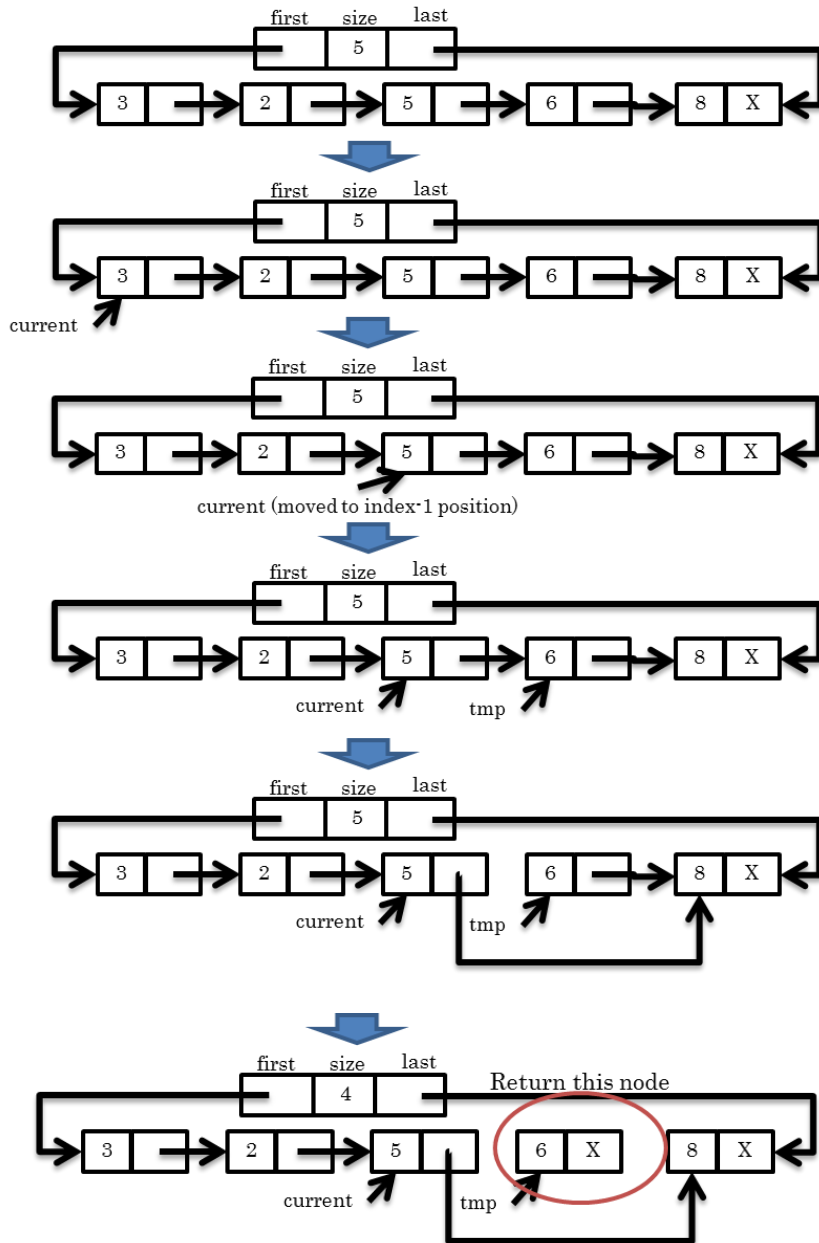 first size last
5
3 2 5 6 8 X
first size last
5
3 2 5 6 8 X
current
first size last
5
3 2 5 6 8 X
current (moved to index-1 position)
first size last
5
3 2 5 6 8 X
current tmp
first size last
5
3 2 5 6 8 X
current tmp
first size last
4 Return this node
3 2 5 6 X 8 X
current tmp